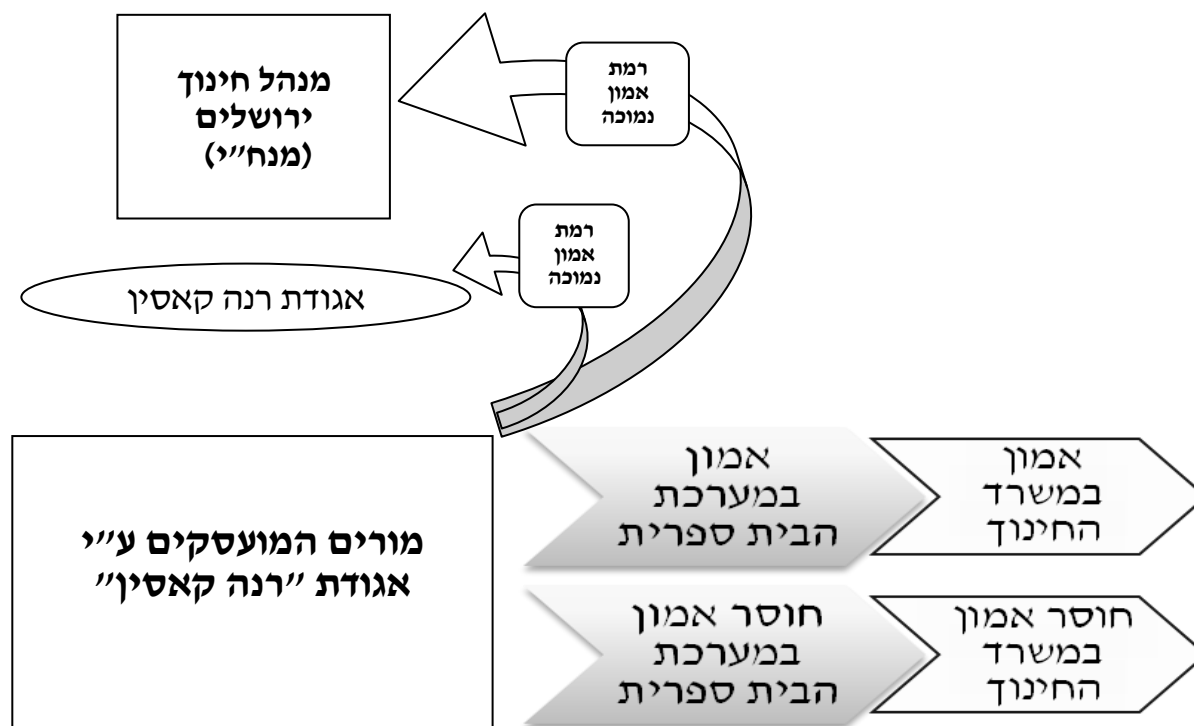 מנהל חינוך
ירושלים
(מנח״י)
רמת
אמון
נמוכה
רמת
אמון
נמוכה
אגודת רנה קאסין
מורים המועסקים ע״י
אגודת ״רנה קאסין״
אמון
במערכת
הבית ספרית
אמון
במשרד
החינוך
חוסר אמון
במערכת
הבית ספרית
חוסר אמון
במשרד
החינוך